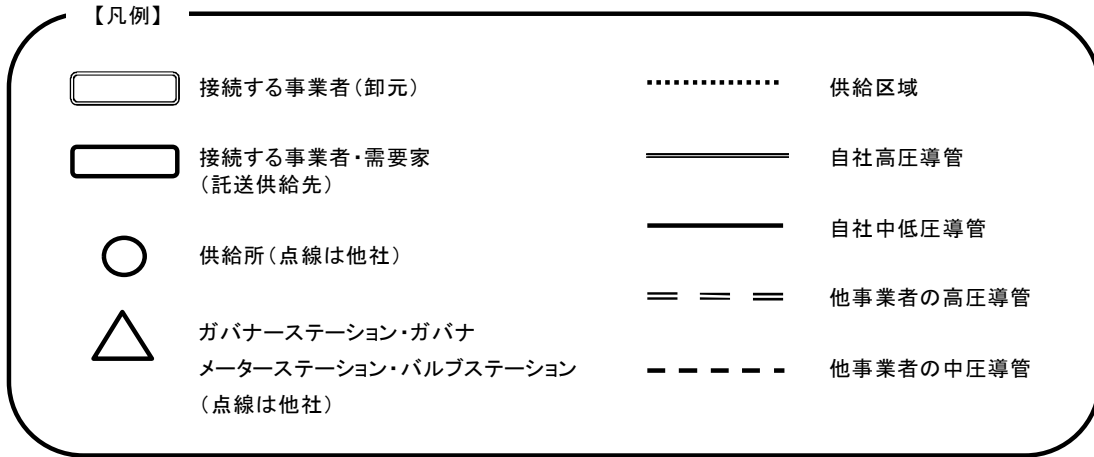 【凡例】
接続する事業者(卸元)
接続する事業者・需要家
(託送供給先)
供給所(点線は他社)
ガバナーステーション・ガバナ
メーターステーション・バルブステーション
(点線は他社)
供給区域
自社高圧導管
自社中低圧導管
他事業者の高圧導管
他事業者の中圧導管